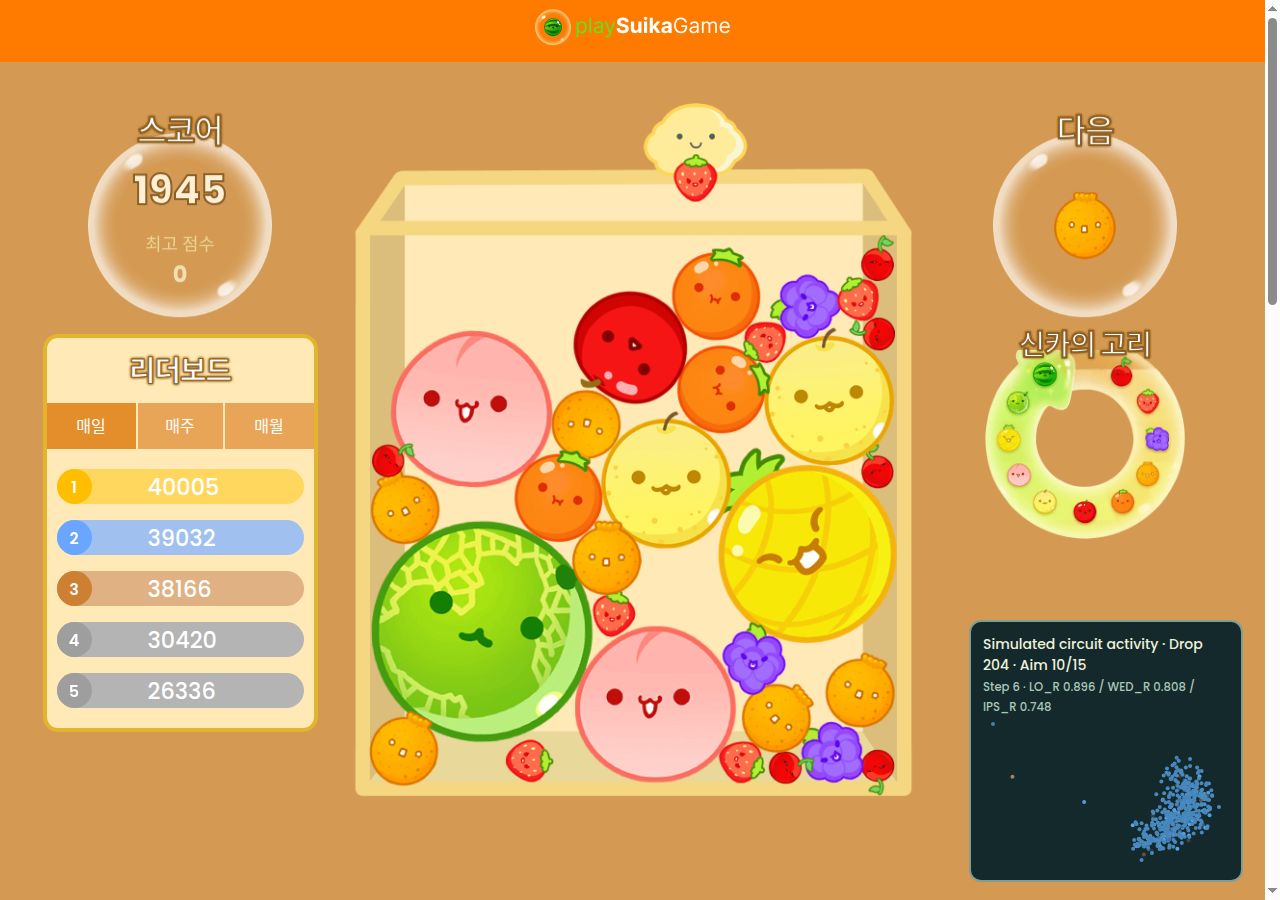 playSuikaGame
스코어
1945
최고 점수
0
다음
신카의 고리
리더보드
매일 매주 매월
1 40005
2 39032
3 38166
4 30420
5 26336
Simulated circuit activity · Drop
204 · Aim 10/15
Step 6 · LO_R 0.896 / WED_R 0.808 /
IPS_R 0.748